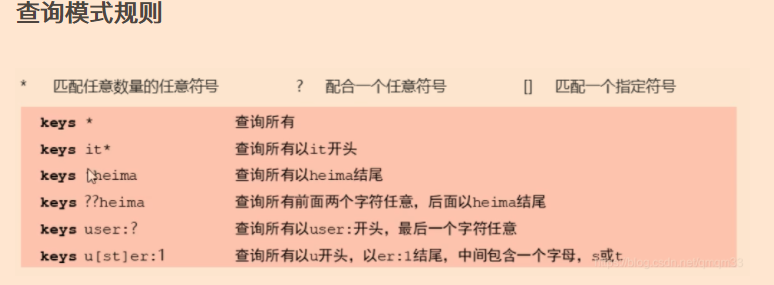 查询模式规则
* 匹配任意数量的任意符号 ? 配合一个任意符号 [] 匹配一个指定符号
keys * 查询所有
keys it* 查询所有以it开头
keys heima 查询所有以heima结尾
keys ??heima 查询所有前面两个字符任意，后面以heima结尾
keys user:? 查询所有以user:开头，最后一个字符任意
keys u[st]er:1 查询所有以u开头，以er:1结尾，中间包含一个字母，s或t